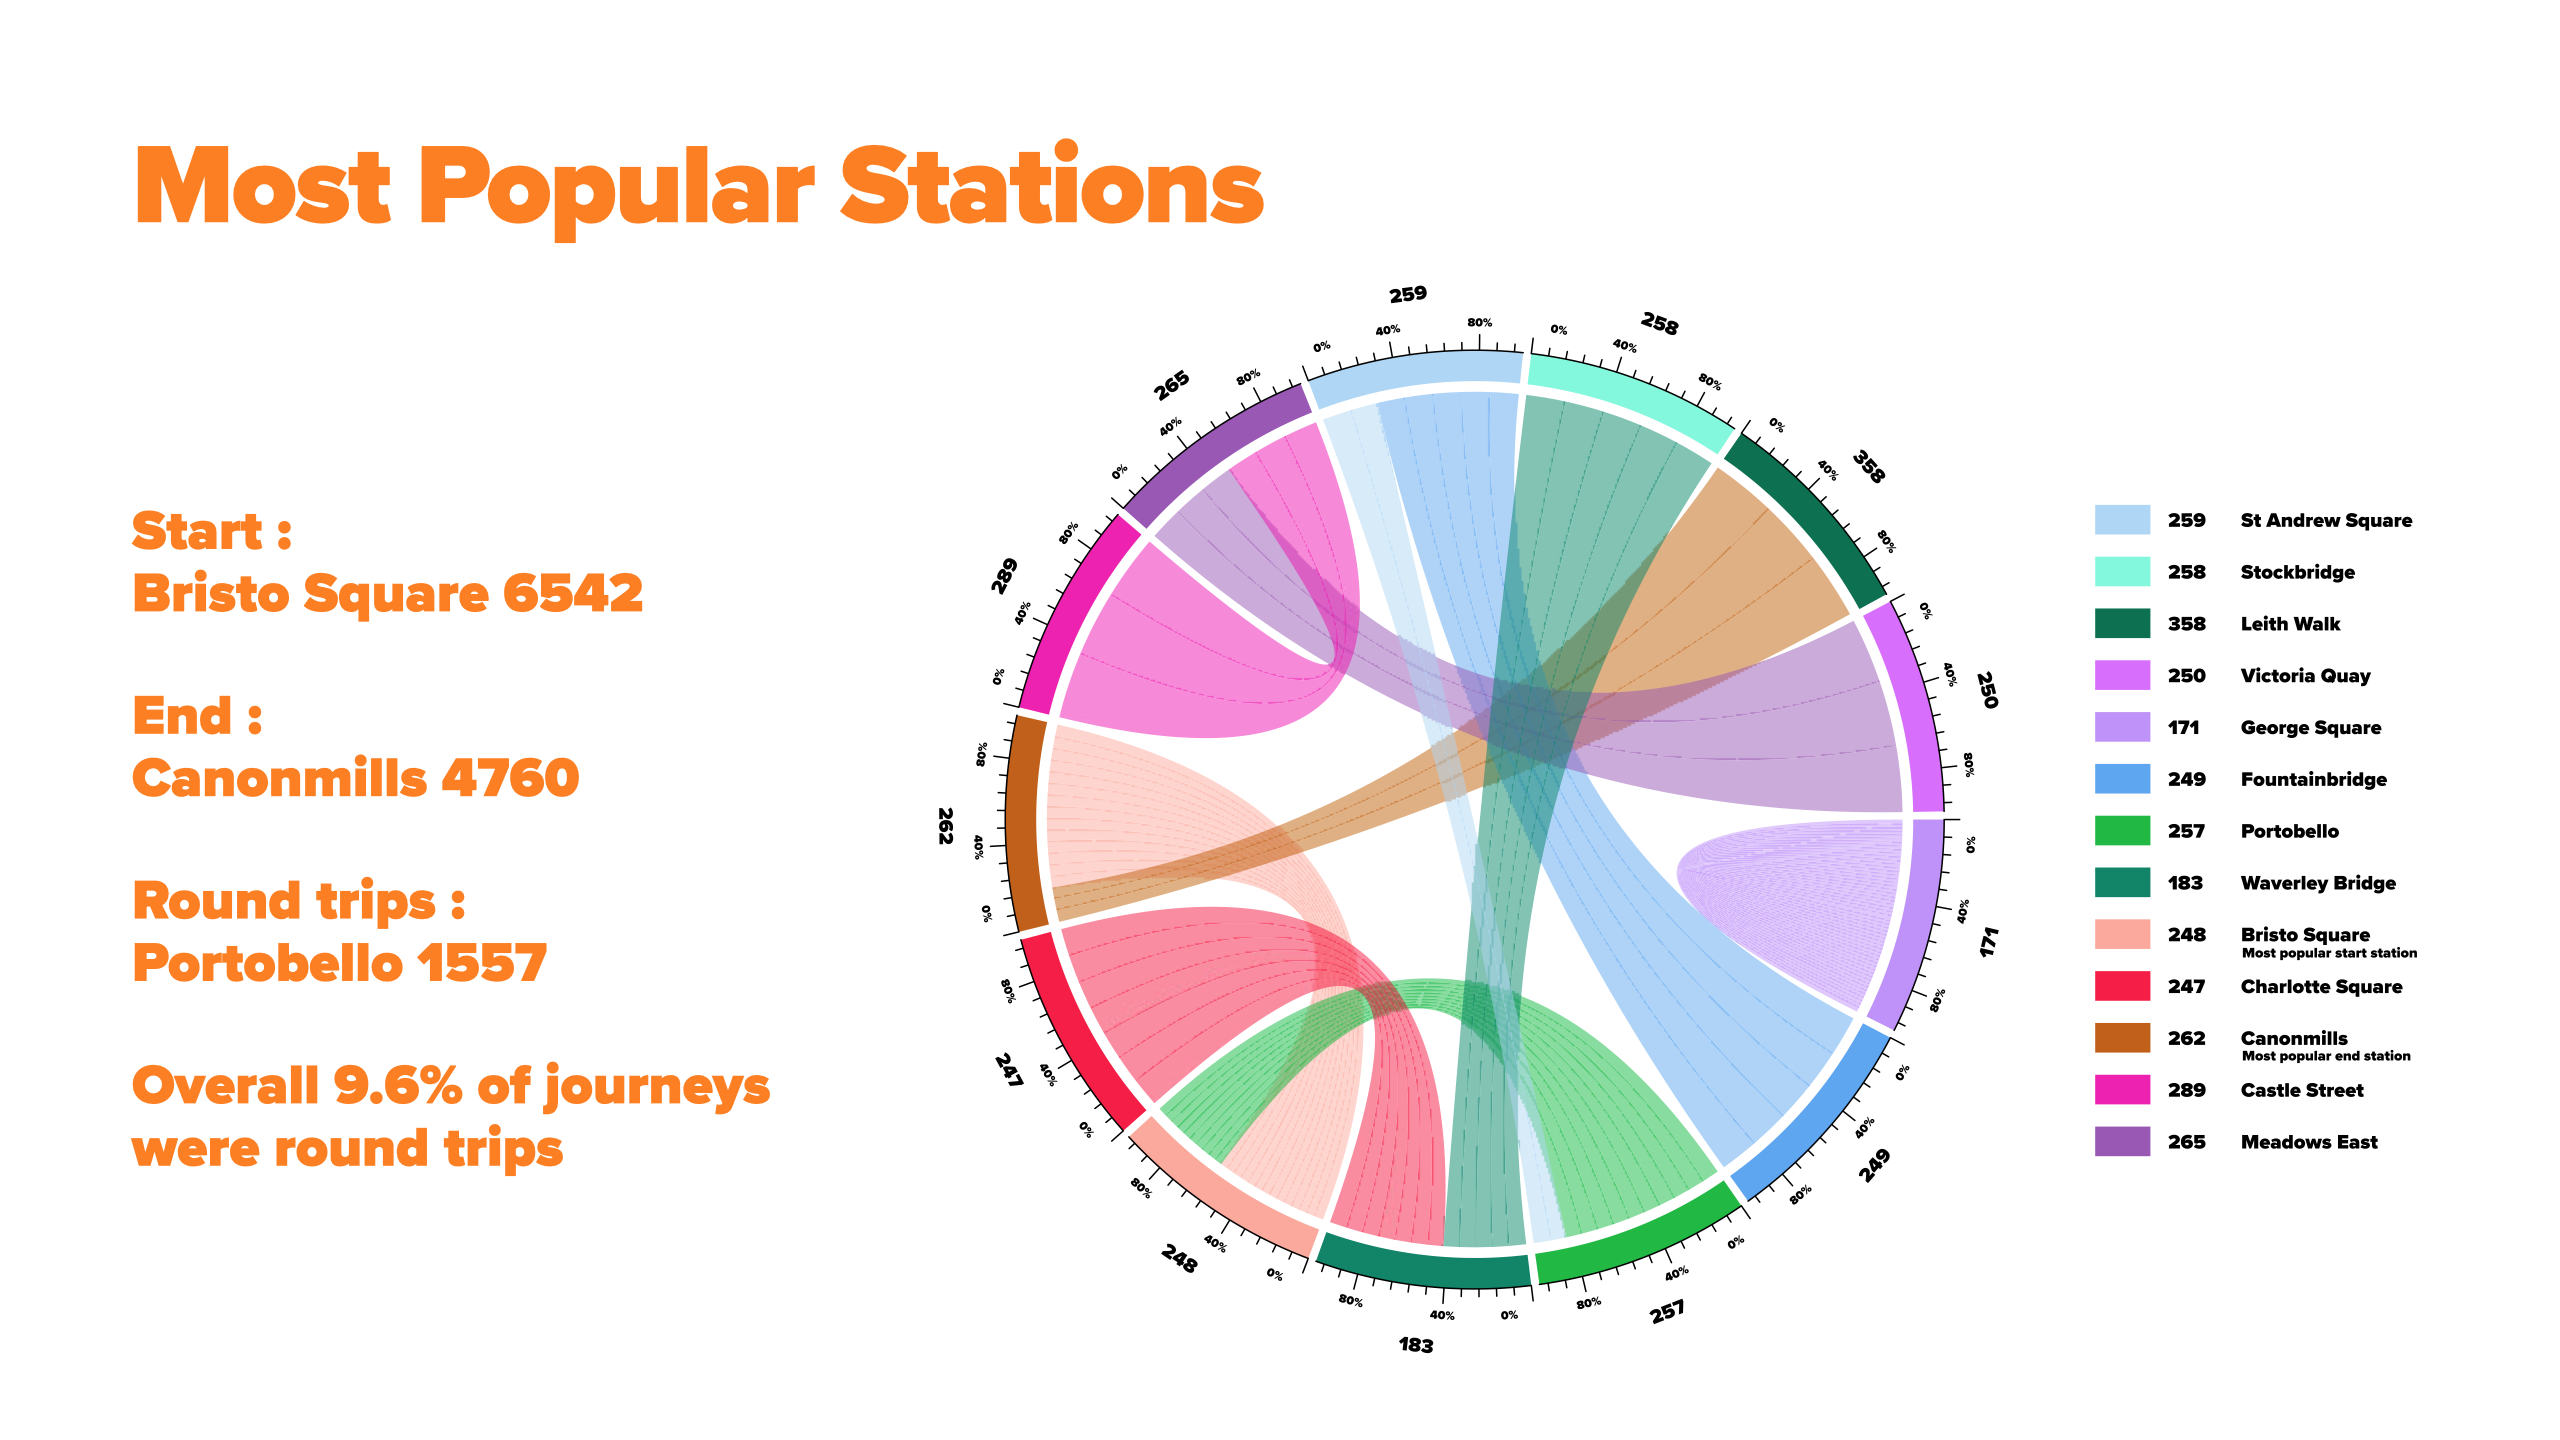 Most Popular Stations
Start :
Bristo Square 6542
End :
Canonmills 4760
Round trips :
Portobello 1557
Overall 9.6% of journeys
were round trips
259
0% 40% 80%
258
0% 40% 80%
358
0% 40% 80%
250
0% 40% 80%
171
0% 40% 80%
249
0% 40% 80%
257
0% 40% 80%
183
0% 40% 80%
248
0% 40% 80%
247
0% 40% 80%
262
0% 40% 80%
289
0% 40% 80%
265
0% 40% 80%
259 St Andrew Square
258 Stockbridge
358 Leith Walk
250 Victoria Quay
171 George Square
249 Fountainbridge
257 Portobello
183 Waverley Bridge
248 Bristo Square
Most popular start station
247 Charlotte Square
262 Canonmills
Most popular end station
289 Castle Street
265 Meadows East